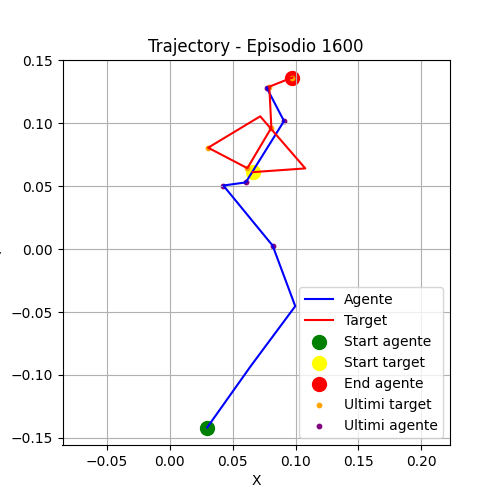 Trajectory - Episodio 1600
0.15
0.10
0.05
0.00
−0.05
−0.10
−0.15
Agente
Target
Start agente
Start target
End agente
Ultimi target
Ultimi agente
−0.05 0.00 0.05 0.10 0.15 0.20
X